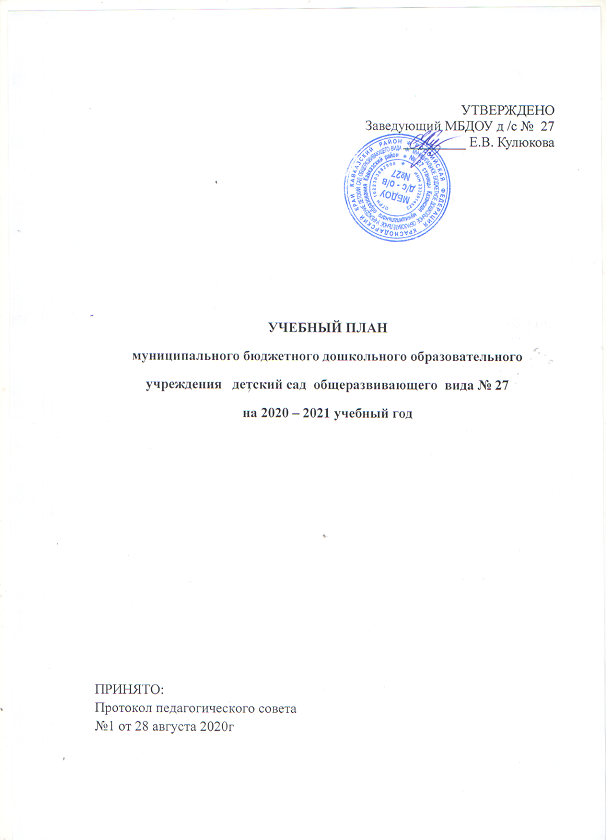 УТВЕРЖДЕНО
Заведующий МБДОУ д /с № 27
Е.В. Кулюкова
МБДОУ
д/с - о/в
№27
УЧЕБНЫЙ ПЛАН
муниципального бюджетного дошкольного образовательного
учреждения детский сад общеразвивающего вида № 27
на 2020 – 2021 учебный год
ПРИНЯТО:
Протокол педагогического совета
№1 от 28 августа 2020г